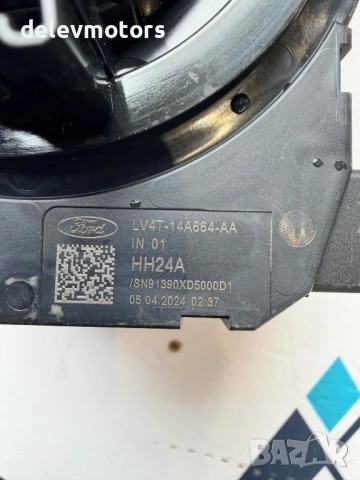 delevmotors
Ford
LV4T-14A664-AA
IN 01
HH24A
/SN91390XD5000D1
05.04.2024 02:37
BAZAR